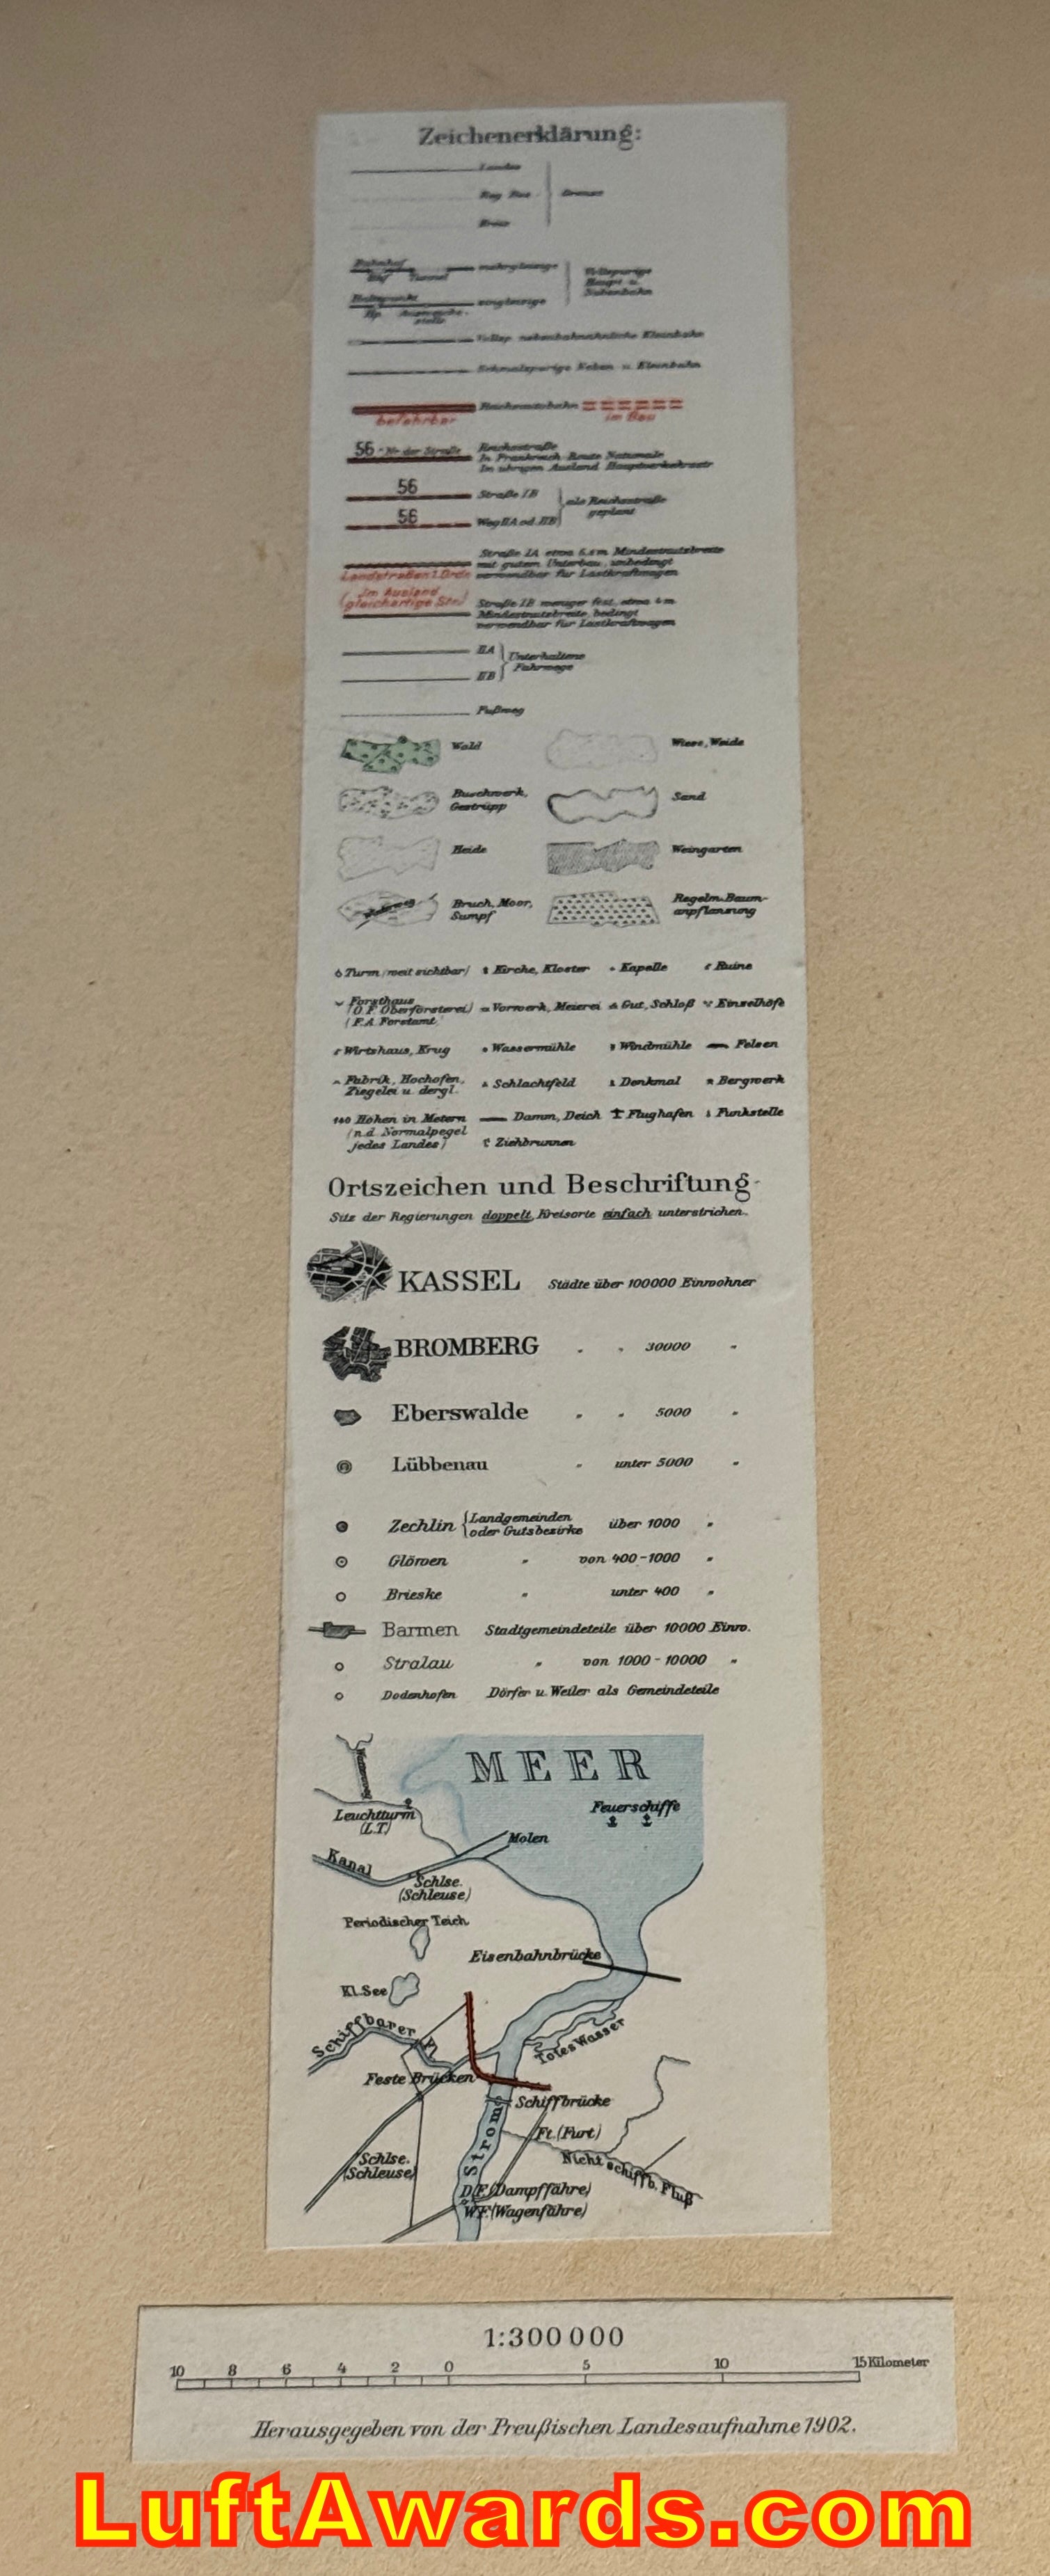 Zeichenerklärung:
Landes
Reg. Bez.
Grenze
Kreis
Bahnhof
mehrgleisige
Bhf
Tunnel
Vollspurige
Haupt u.
Nebenbahn
Haltepunkt
eingleisige
Hp. Ausweiche-
stelle
Vollsp. nebenbahnähnliche Kleinbahn
Schmalspurige Neben u. Kleinbahn
Reichsautobahn
befahrbar
im Bau
56 - Nr. der Straße
Reichsstraße
In Frankreich Route Nationale
Im übrigen Ausland Hauptverkehrsstr.
56
Straße IB
56
Weg IIA od. IIB
als Reichsstraße
geplant
Straße IA etwa 5,5m Mindestnutzbreite
mit gutem Unterbau, unbedingt
verwendbar für Lastkraftwagen
Landstraßen I. Ordn.
(Im Ausland
gleichartige Str.)
Straße IB weniger fest, etwa 4m
Mindestnutzbreite, bedingt
verwendbar für Lastkraftwagen
IIA
IIB
Unterhaltene
Fahrwege
Fußweg
Wald
Wiese, Weide
Buschwerk,
Gestrüpp
Sand
Heide
Weingarten
Bruch, Moor,
Sumpf
Regelm. Baum-
anpflanzung
Turm (weit sichtbar) Kirche, Kloster Kapelle Ruine
Forsthaus
(O.F. Oberförsterei)
(F.A. Forstamt)
Vorwerk, Meierei Gut, Schloß Einzelhöfe
Wirtshaus, Krug Wassermühle Windmühle Felsen
Fabrik, Hochofen,
Ziegelei u. dergl.
Schlachtfeld Denkmal Bergwerk
140 Höhen in Metern
(n.d. Normalpegel
jedes Landes)
Damm, Deich Flughafen Funkstelle
Ziehbrunnen
Ortszeichen und Beschriftung
Sitz der Regierungen doppelt, Kreisorte einfach unterstrichen.
KASSEL Städte über 100000 Einwohner
BROMBERG " " 30000 "
Eberswalde " " 5000 "
Lübbenau " unter 5000 "
Zechlin {Landgemeinden
oder Gutsbezirke über 1000 "
Glöwen " von 400-1000 "
Brieske " unter 400 "
Barmen Stadtgemeindeteile über 10000 Einw.
Stralau " von 1000-10000 "
Dodenhofen Dörfer u. Weiler als Gemeindeteile
MEER
Leuchtturm
(L.T.)
Feuerschiffe
Molen
Kanal
Schlse.
(Schleuse)
Periodischer Teich
Eisenbahnbrücke
Kl. See
Schiffbarer Fl.
Totes Wasser
Feste Brücken
Schiffbrücke
Strom
Ft. (Furt)
Nicht schiffb. Fluß
Schlse.
(Schleuse)
D.F. (Dampffähre)
W.F. (Wagenfähre)
1:300 000
10 8 6 4 2 0 5 10 15 Kilometer
Herausgegeben von der Preußischen Landesaufnahme 1902.
LuftAwards.com